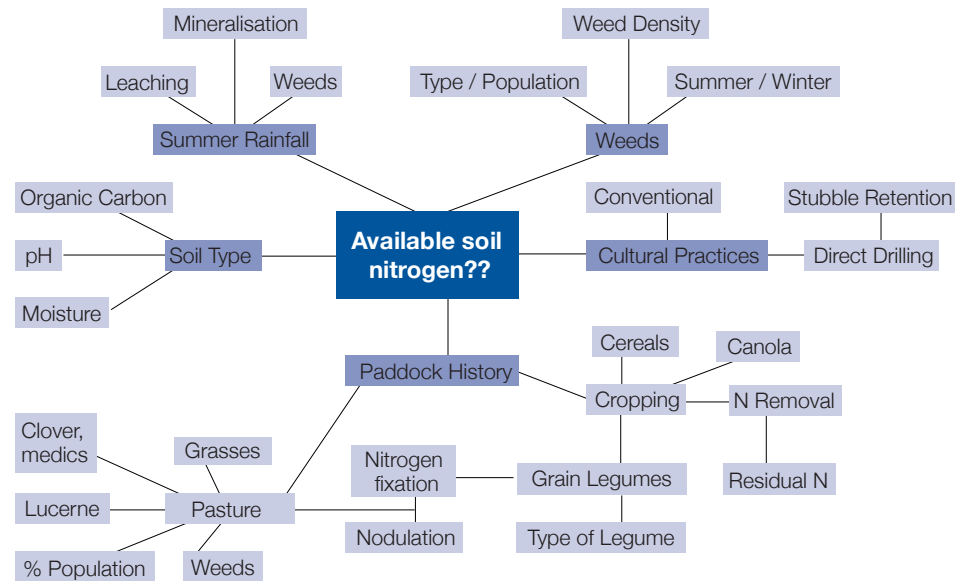 Mineralisation
Weed Density
Leaching
Weeds
Type / Population
Summer / Winter
Summer Rainfall
Weeds
Organic Carbon
Conventional
Stubble Retention
Available soil
nitrogen??
pH
Soil Type
Cultural Practices
Direct Drilling
Moisture
Cereals
Canola
Paddock History
Cropping
N Removal
Clover,
medics
Grasses
Nitrogen
fixation
Grain Legumes
Residual N
Lucerne
Pasture
Nodulation
Type of Legume
% Population
Weeds